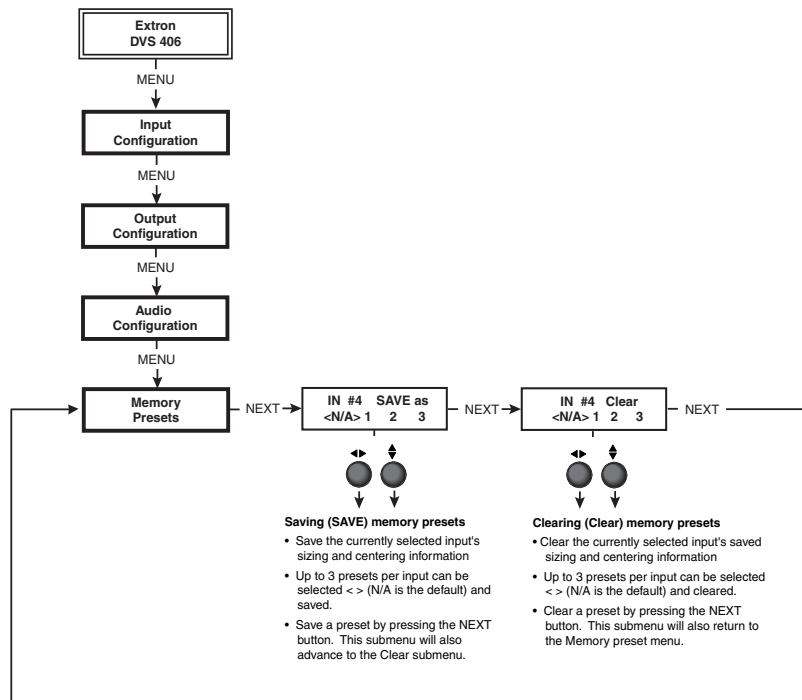 Extron
DVS 406
MENU
Input
Configuration
MENU
Output
Configuration
MENU
Audio
Configuration
MENU
Memory
Presets
NEXT
IN #4 SAVE as
<N/A> 1 2 3
NEXT
IN #4 Clear
<N/A> 1 2 3
NEXT
Saving (SAVE) memory presets
• Save the currently selected input's
sizing and centering information
• Up to 3 presets per input can be
selected < > (N/A is the default) and
saved.
• Save a preset by pressing the NEXT
button. This submenu will also
advance to the Clear submenu.
Clearing (Clear) memory presets
• Clear the currently selected input's saved
sizing and centering information
• Up to 3 presets per input can be selected
< > (N/A is the default) and cleared.
• Clear a preset by pressing the NEXT
button. This submenu will also return to
the Memory preset menu.